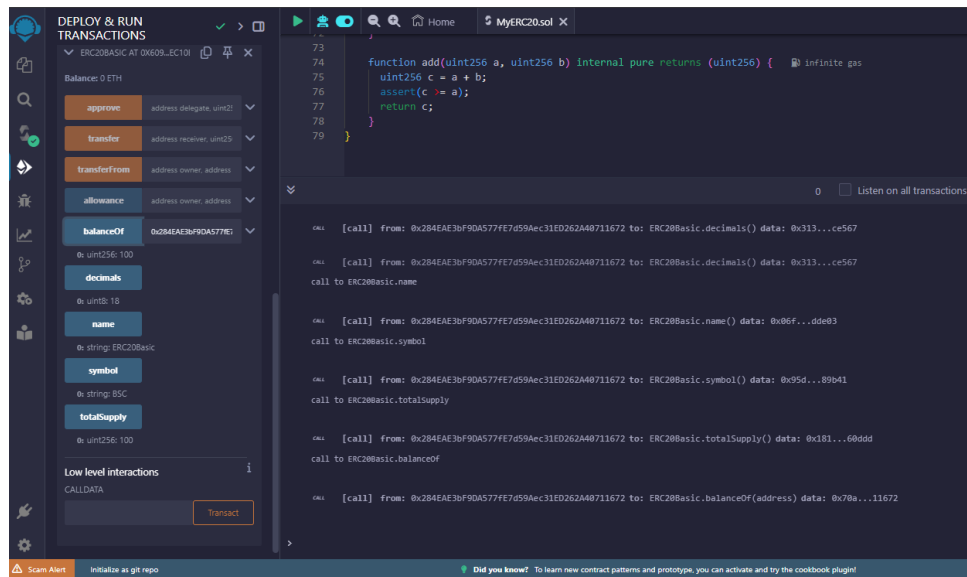 DEPLOY & RUN
TRANSACTIONS
ERC20BASIC AT 0X609...EC10
Balance: 0 ETH
approve address delegate, uint2
transfer address receiver, uint25
transferFrom address owner, address
allowance address owner, address
balanceOf 0x284EAE3bF9DA577fE
0: uint256: 100
decimals
0: uint8: 18
name
0: string: ERC20Basic
symbol
0: string: BSC
totalSupply
0: uint256: 100
Low level interactions
i
CALLDATA
Transact
Home
MyERC20.sol
73
74 function add(uint256 a, uint256 b) internal pure returns (uint256) { infinite gas
75 uint256 c = a + b;
76 assert(c >= a);
77 return c;
78 }
79 }
0 Listen on all transactions
CALL [call] from: 0x284EAE3bF9DA577fE7d59Aec31ED262A40711672 to: ERC20Basic.decimals() data: 0x313...ce567
CALL [call] from: 0x284EAE3bF9DA577fE7d59Aec31ED262A40711672 to: ERC20Basic.decimals() data: 0x313...ce567
call to ERC20Basic.name
CALL [call] from: 0x284EAE3bF9DA577fE7d59Aec31ED262A40711672 to: ERC20Basic.name() data: 0x06f...dde03
call to ERC20Basic.symbol
CALL [call] from: 0x284EAE3bF9DA577fE7d59Aec31ED262A40711672 to: ERC20Basic.symbol() data: 0x95d...89b41
call to ERC20Basic.totalSupply
CALL [call] from: 0x284EAE3bF9DA577fE7d59Aec31ED262A40711672 to: ERC20Basic.totalSupply() data: 0x181...60ddd
call to ERC20Basic.balanceOf
CALL [call] from: 0x284EAE3bF9DA577fE7d59Aec31ED262A40711672 to: ERC20Basic.balanceOf(address) data: 0x70a...11672
>
Scam Alert Initialize as git repo Did you know? To learn new contract patterns and prototype, you can activate and try the cookbook plugin!